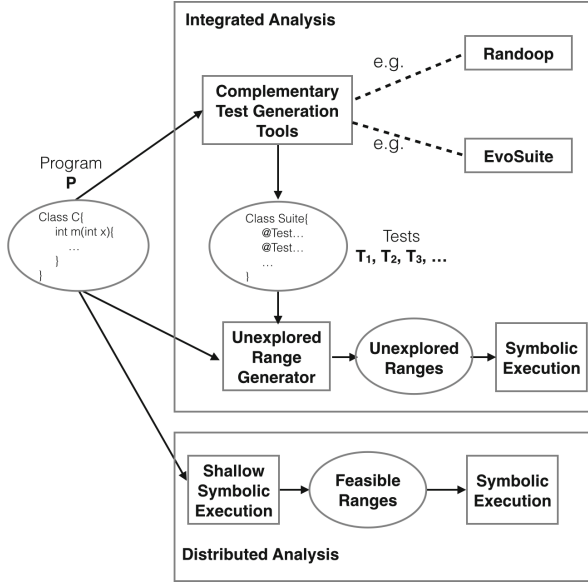 Integrated Analysis
Randoop
e.g.
Complementary
Test Generation
Tools
e.g.
EvoSuite
Program
P
Class C{
int m(int x){
...
}
}
Class Suite{
@Test...
@Test...
...
}
Tests
T1, T2, T3, ...
Unexplored
Range
Generator
Unexplored
Ranges
Symbolic
Execution
Shallow
Symbolic
Execution
Feasible
Ranges
Symbolic
Execution
Distributed Analysis